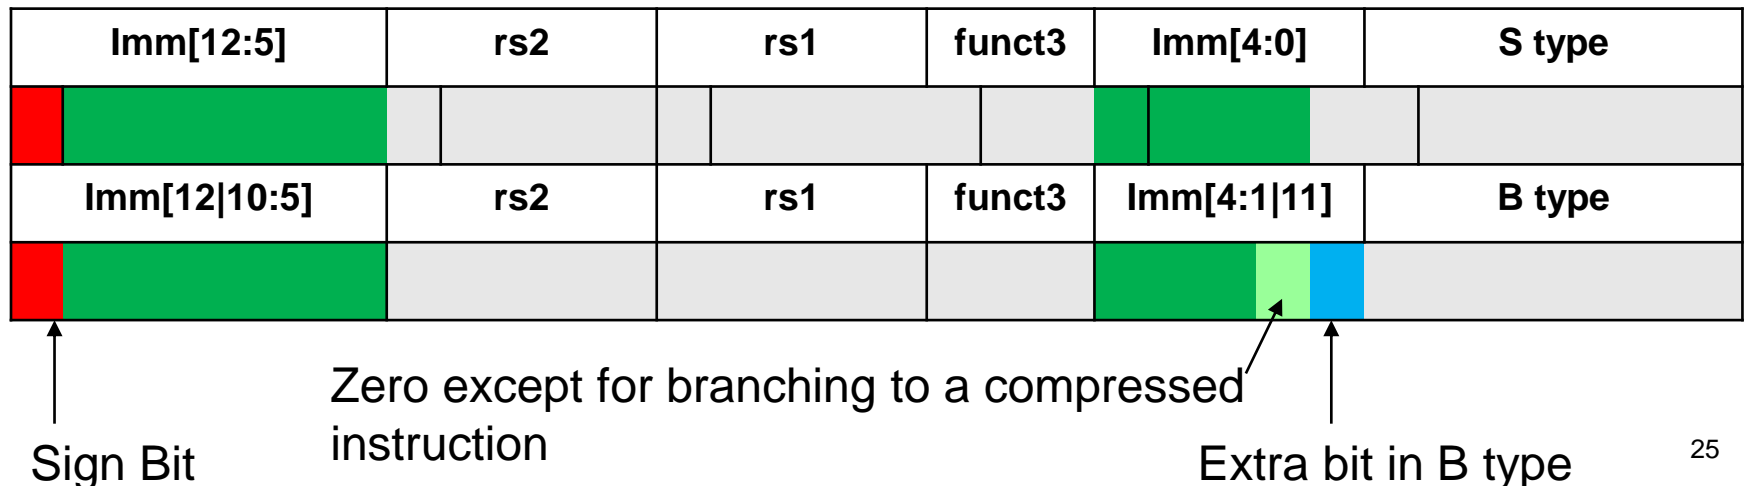 Imm[12:5] rs2 rs1 funct3 Imm[4:0] S type
Imm[12|10:5] rs2 rs1 funct3 Imm[4:1|11] B type
Zero except for branching to a compressed
instruction
Sign Bit
Extra bit in B type
25